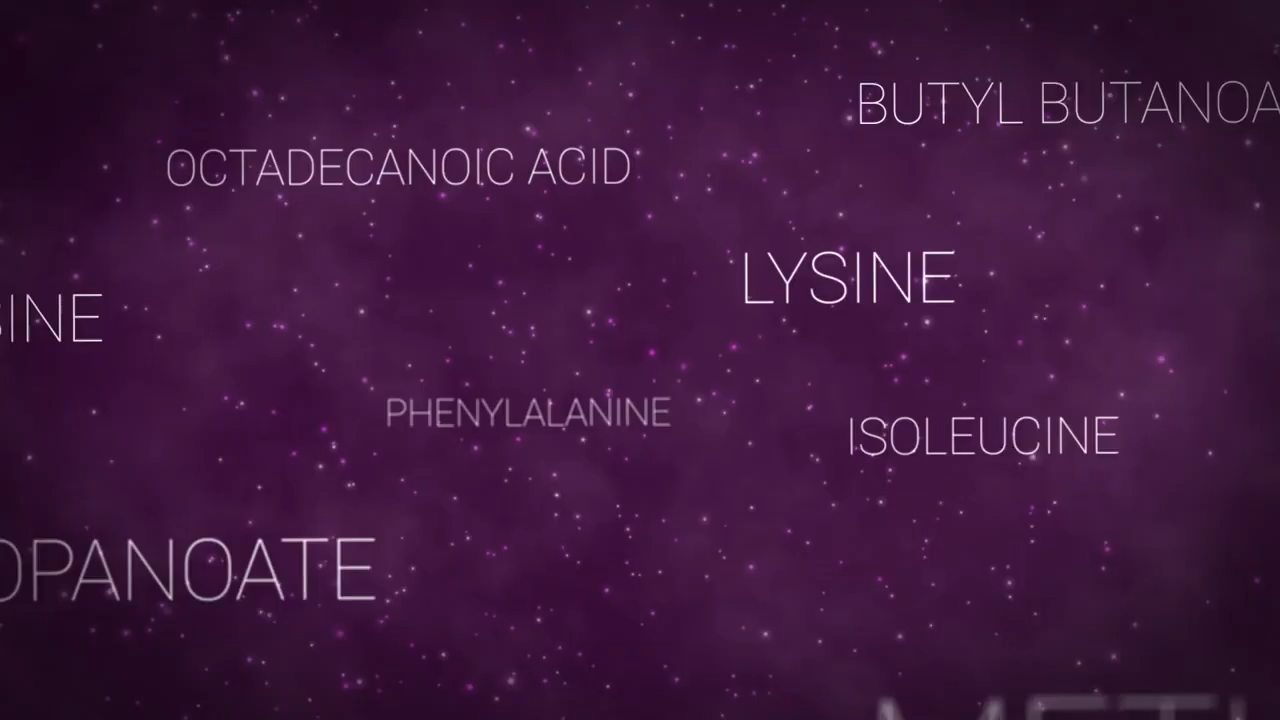 BUTYL BUTANOA
OCTADECANOIC ACID
LYSINE
SINE
PHENYLALANINE
ISOLEUCINE
OPANOATE